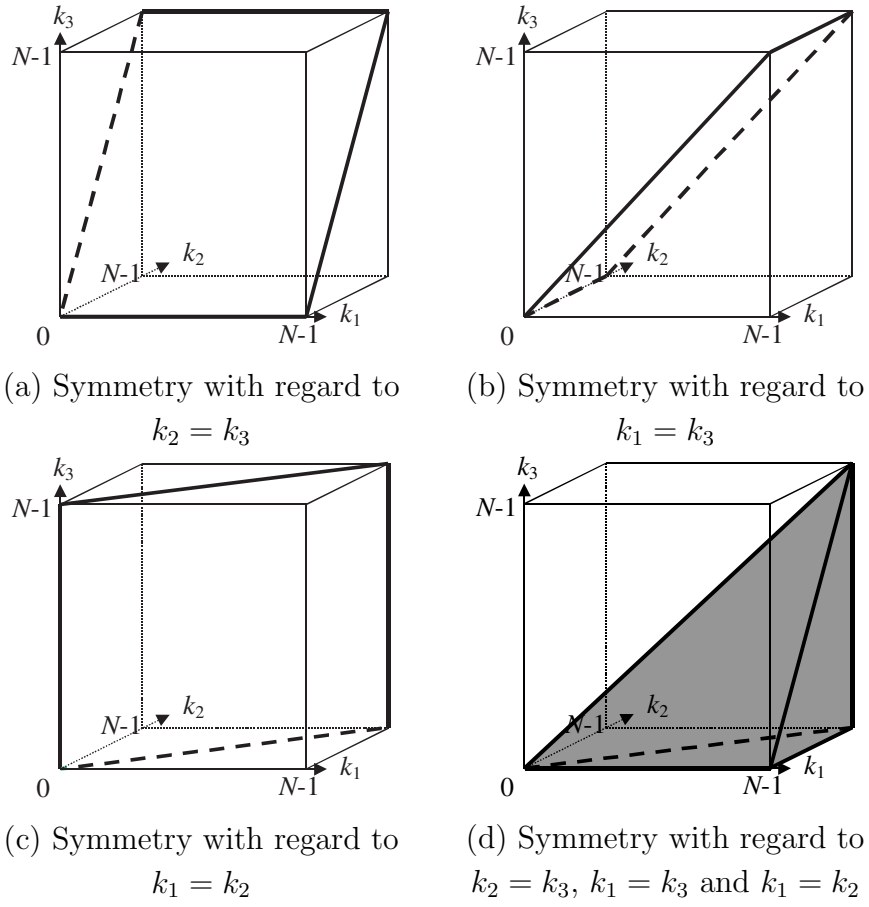 k₃
N-1
N-1
k₂
0
N-1
k₁
(a) Symmetry with regard to
k₂ = k₃
k₃
N-1
N-1
k₂
0
N-1
k₁
(b) Symmetry with regard to
k₁ = k₃
k₃
N-1
N-1
k₂
0
N-1
k₁
(c) Symmetry with regard to
k₁ = k₂
k₃
N-1
N-1
k₂
0
N-1
k₁
(d) Symmetry with regard to
k₂ = k₃, k₁ = k₃ and k₁ = k₂